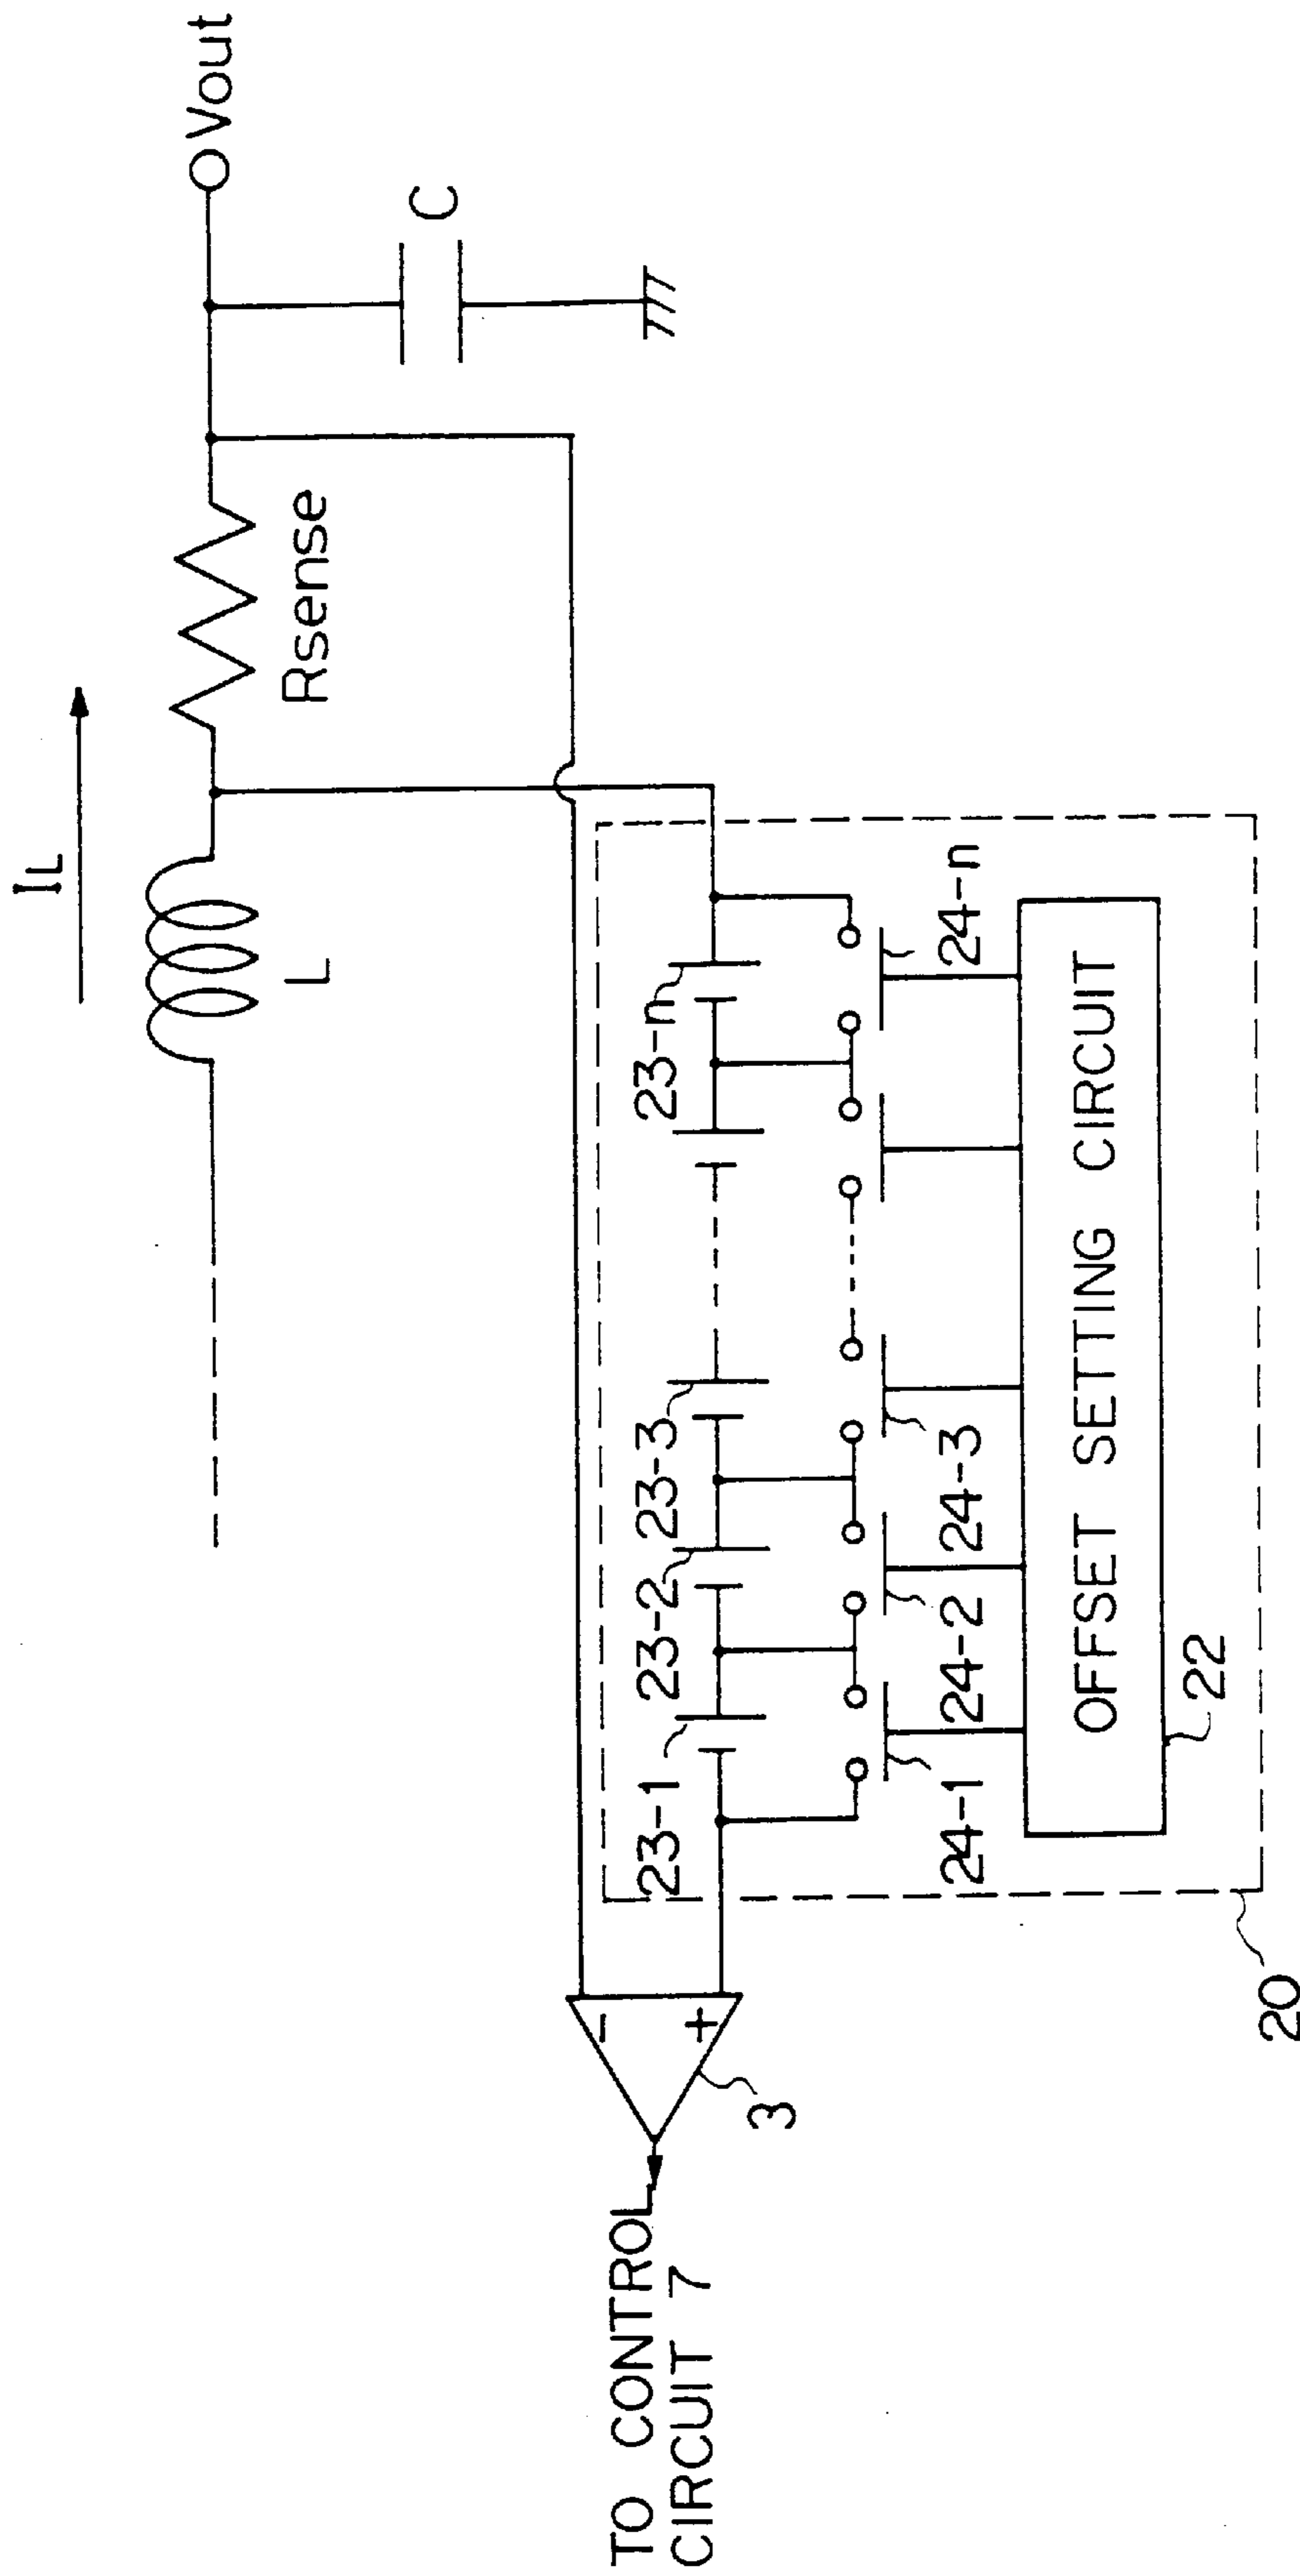 IL
L
Rsense
Vout
C
TO CONTROL
CIRCUIT 7
3
23-1
23-2
23-3
23-n
24-1
24-2
24-3
24-n
OFFSET SETTING CIRCUIT
22
20
-
+